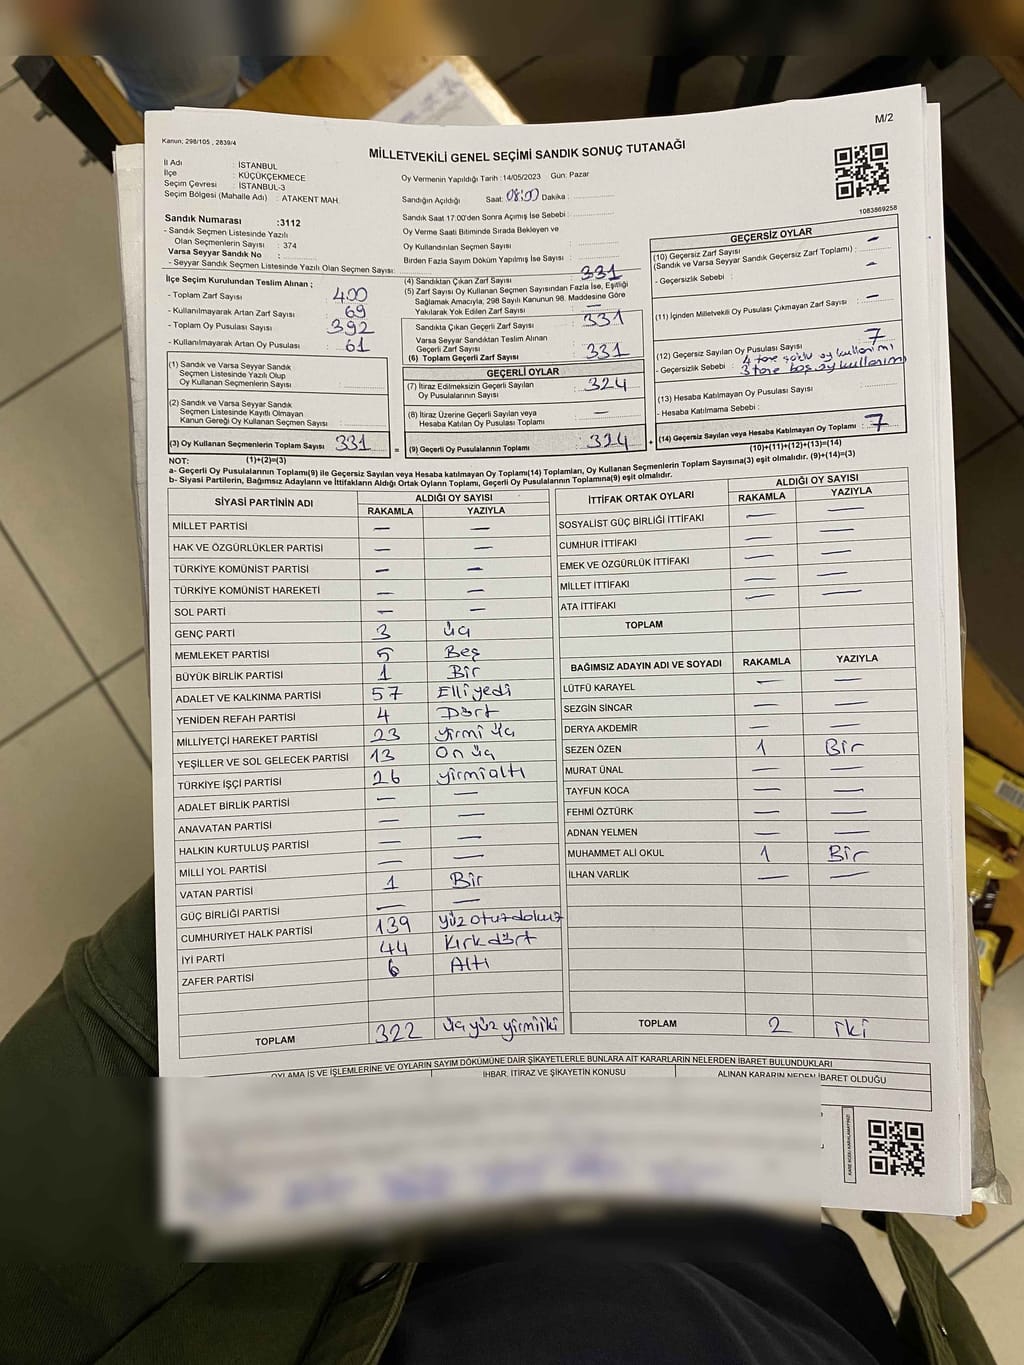 M/2
Kanun; 298/105 , 2839/4
MİLLETVEKİLİ GENEL SEÇİMİ SANDIK SONUÇ TUTANAĞI
İl Adı : İSTANBUL
İlçe : KÜÇÜKÇEKMECE
Seçim Çevresi : İSTANBUL-3
Seçim Bölgesi (Mahalle Adı) : ATAKENT MAH.
Sandık Numarası :3112
- Sandık Seçmen Listesinde Yazılı
Olan Seçmenlerin Sayısı : 374
Varsa Seyyar Sandık No :
- Seyyar Sandık Seçmen Listesinde Yazılı Olan Seçmen Sayısı:
Oy Vermenin Yapıldığı Tarih : 14/05/2023 Gün: Pazar
Sandığın Açıldığı Saat: 08:00 Dakika :
Sandık Saat 17:00'den Sonra Açımış İse Sebebi :
Oy Verme Saati Bitiminde Sırada Bekleyen ve
Oy Kullandırılan Seçmen Sayısı :
Birden Fazla Sayım Döküm Yapılmış İse Sayısı :
1083869258
İlçe Seçim Kurulundan Teslim Alınan ;
- Toplam Zarf Sayısı : 400
- Kullanılmayarak Artan Zarf Sayısı : 69
- Toplam Oy Pusulası Sayısı : 392
- Kullanılmayarak Artan Oy Pusulası : 61
(1) Sandık ve Varsa Seyyar Sandık
Seçmen Listesinde Yazılı Olup
Oy Kullanan Seçmenlerin Sayısı :
(2) Sandık ve Varsa Seyyar Sandık
Seçmen Listesinde Kayıtlı Olmayan
Kanun Gereği Oy Kullanan Seçmen Sayısı :
(3) Oy Kullanan Seçmenlerin Toplam Sayısı : 331
(1)+(2)=(3)
(4) Sandıktan Çıkan Zarf Sayısı : 331
(5) Zarf Sayısı Oy Kullanan Seçmen Sayısından Fazla İse, Eşitliği
Sağlamak Amacıyla, 298 Sayılı Kanunun 98. Maddesine Göre
Yakılarak Yok Edilen Zarf Sayısı : —
Sandıkta Çıkan Geçerli Zarf Sayısı : 331
Varsa Seyyar Sandıktan Teslim Alınan
Geçerli Zarf Sayısı :
(6) Toplam Geçerli Zarf Sayısı : 331
GEÇERLİ OYLAR
(7) İtiraz Edilmeksizin Geçerli Sayılan
Oy Pusulasının Sayısı : 324
(8) İtiraz Üzerine Geçerli Sayılan veya
Hesaba Katılan Oy Pusulası Toplamı : —
= (9) Geçerli Oy Pusulalarının Toplamı : 324 +
GEÇERSİZ OYLAR
(10) Geçersiz Zarf Sayısı : —
(Sandık ve Varsa Seyyar Sandık Geçersiz Zarf Toplamı) :
- Geçersizlik Sebebi : —
(11) İçinden Milletvekili Oy Pusulası Çıkmayan Zarf Sayısı : —
(12) Geçersiz Sayılan Oy Pusulası Sayısı : 7
- Geçersizlik Sebebi : 4 tane oy kullanımı
3 tane boş oy kullanımı
(13) Hesaba Katılmayan Oy Pusulası Sayısı :
- Hesaba Katılmama Sebebi :
(14) Geçersiz Sayılan veya Hesaba Katılmayan Oy Toplamı : 7
(10)+(11)+(12)+(13)=(14)
NOT:
a- Geçerli Oy Pusulalarının Toplamı(9) ile Geçersiz Sayılan veya Hesaba katılmayan Oy Toplamı(14) Toplamları, Oy Kullanan Seçmenlerin Toplam Sayısına(3) eşit olmalıdır. (9)+(14)=(3)
b- Siyasi Partilerin, Bağımsız Adayların ve İttifakların Aldığı Ortak Oyların Toplamı, Geçerli Oy Pusulalarının Toplamına(9) eşit olmalıdır.
SİYASİ PARTİNİN ADI ALDIĞI OY SAYISI
RAKAMLA YAZIYLA
MİLLET PARTİSİ — —
HAK VE ÖZGÜRLÜKLER PARTİSİ — —
TÜRKİYE KOMÜNİST PARTİSİ — —
TÜRKİYE KOMÜNİST HAREKETİ — —
SOL PARTİ — —
GENÇ PARTİ 3 üç
MEMLEKET PARTİSİ 5 Beş
BÜYÜK BİRLİK PARTİSİ 1 Bir
ADALET VE KALKINMA PARTİSİ 57 Elliyedi
YENİDEN REFAH PARTİSİ 4 Dört
MİLLİYETÇİ HAREKET PARTİSİ 23 yirmi üç
YEŞİLLER VE SOL GELECEK PARTİSİ 13 On üç
TÜRKİYE İŞÇİ PARTİSİ 26 yirmialtı
ADALET BİRLİK PARTİSİ — —
ANAVATAN PARTİSİ — —
HALKIN KURTULUŞ PARTİSİ — —
MİLLİ YOL PARTİSİ — —
VATAN PARTİSİ 1 Bir
GÜÇ BİRLİĞİ PARTİSİ — —
CUMHURİYET HALK PARTİSİ 139 yüz otuzdokuz
İYİ PARTİ 44 Kırkdört
ZAFER PARTİSİ 6 Altı
TOPLAM 322 üç yüz yirmiiki
İTTİFAK ORTAK OYLARI ALDIĞI OY SAYISI
RAKAMLA YAZIYLA
SOSYALİST GÜÇ BİRLİĞİ İTTİFAKI — —
CUMHUR İTTİFAKI — —
EMEK VE ÖZGÜRLÜK İTTİFAKI — —
MİLLET İTTİFAKI — —
ATA İTTİFAKI — —
TOPLAM
BAĞIMSIZ ADAYIN ADI VE SOYADI RAKAMLA YAZIYLA
LÜTFÜ KARAYEL — —
SEZGİN SİNCAR — —
DERYA AKDEMİR — —
SEZEN ÖZEN 1 Bir
MURAT ÜNAL — —
TAYFUN KOCA — —
FEHMİ ÖZTÜRK — —
ADNAN YELMEN — —
MUHAMMET ALİ OKUL 1 Bir
İLHAN VARLIK — —
TOPLAM 2 iki
OYLAMA İŞ VE İŞLEMLERİNE VE OYLARIN SAYIM DÖKÜMÜNE DAİR ŞİKAYETLERLE BUNLARA AİT KARARLARIN NELERDEN İBARET BULUNDUKLARI
İHBAR, İTİRAZ VE ŞİKAYETİN KONUSU ALINAN KARARIN NEDEN İBARET OLDUĞU